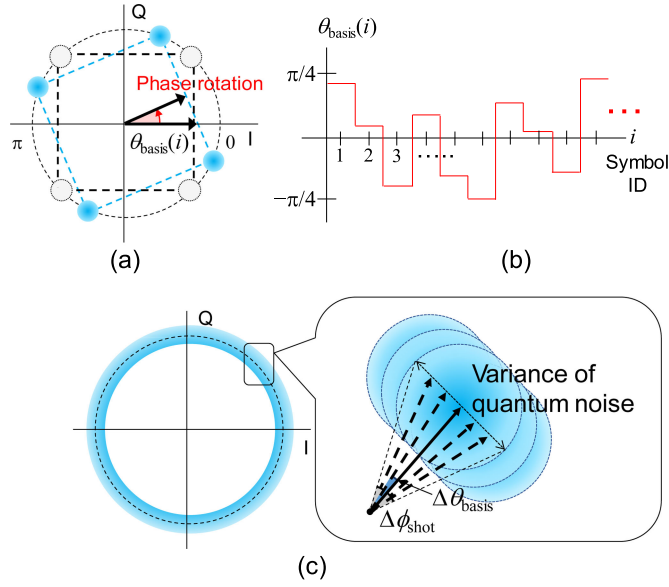 Q
Phase rotation
π
θbasis(i)
0
I
(a)
θbasis(i)
π/4
−π/4
1
2
3
.....
....
i
Symbol
ID
(b)
Q
I
Variance of
quantum noise
Δθbasis
Δϕshot
(c)